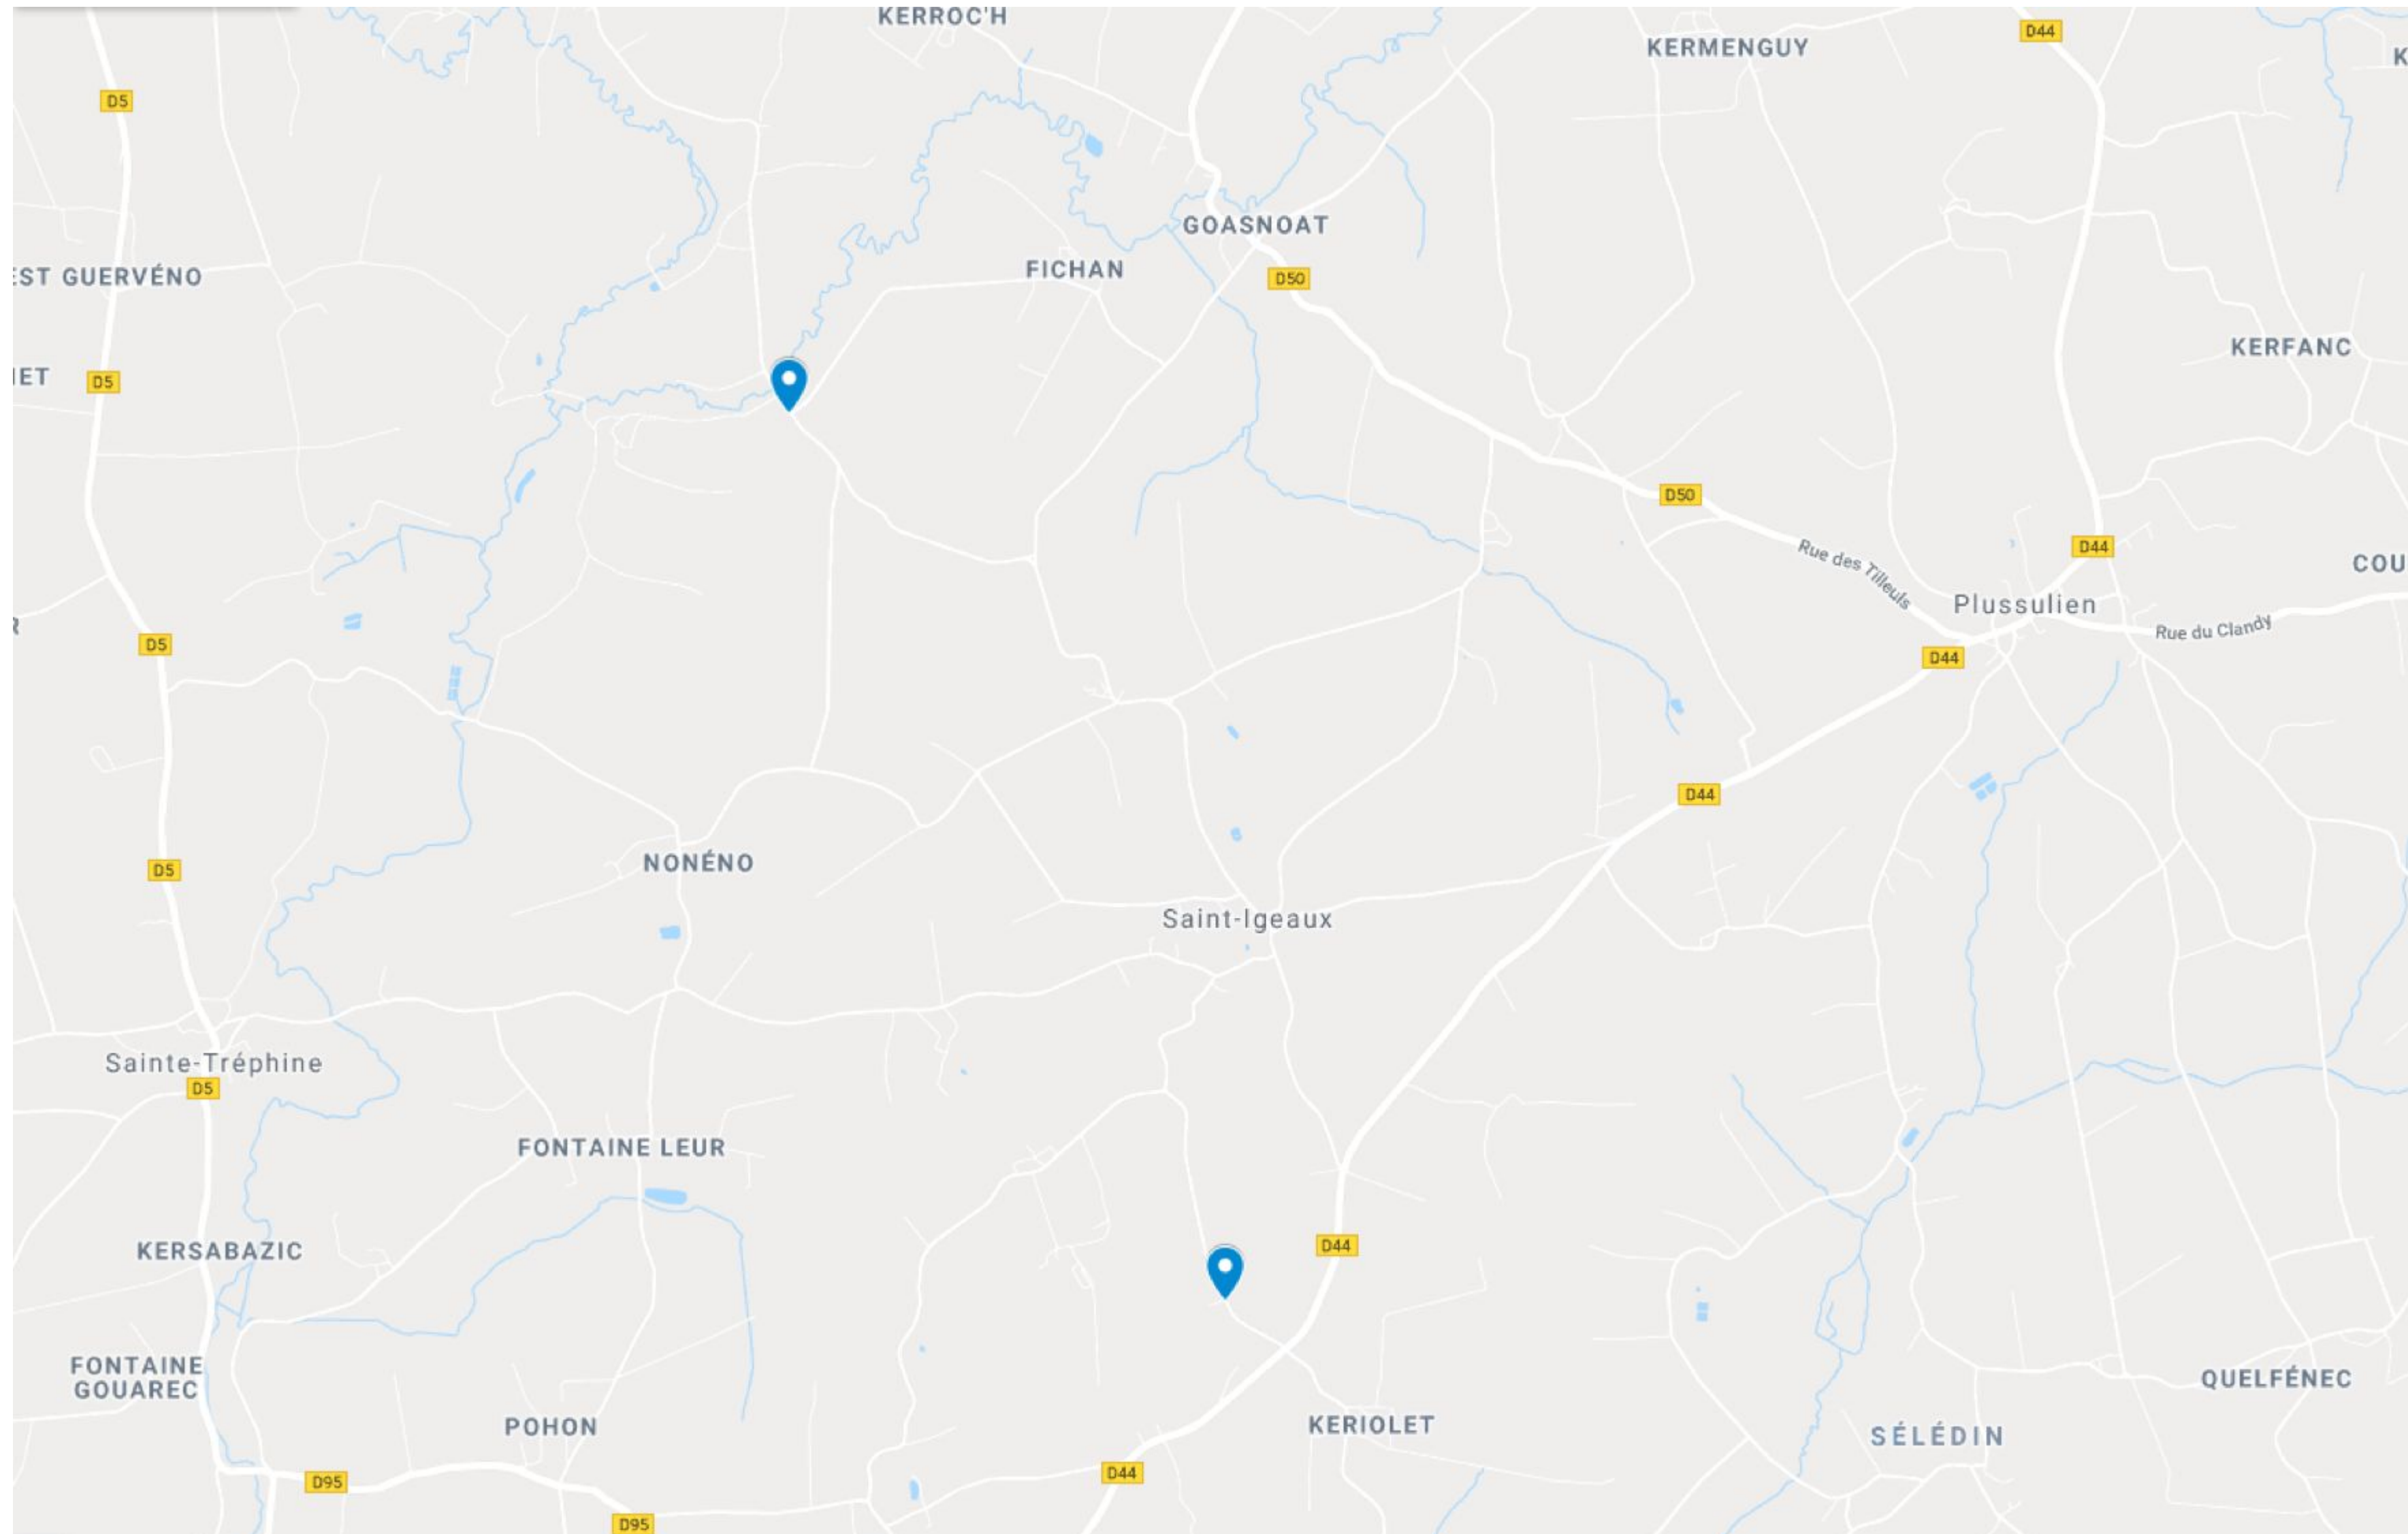 KERROC'H
D44
KERMENGUY
D5
GOASNOAT
FICHAN
EST GUERVÉNO
D50
KERFANC
D5
D50
Rue des Tilleuls
D44
COU
Plussulien
Rue du Clandy
D5
D44
D44
NONÉNO
D5
Saint-Igeaux
Sainte-Tréphine
D5
FONTAINE LEUR
KERSABAZIC
D44
FONTAINE
GOUAREC
QUELFÉNEC
POHON
KERIOLET
SÉLÉDIN
D44
D95
D95